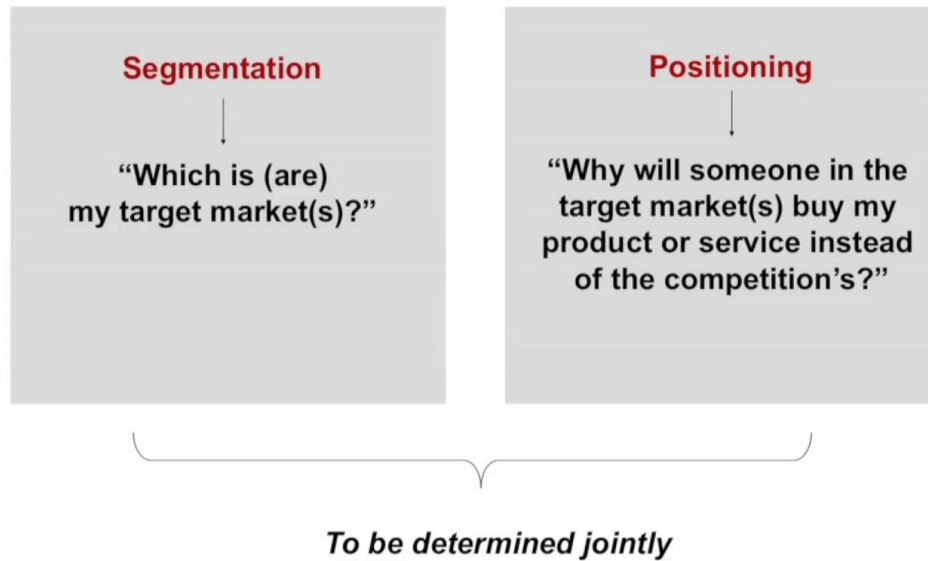 Segmentation
“Which is (are)
my target market(s)?”
Positioning
“Why will someone in the
target market(s) buy my
product or service instead
of the competition’s?”
To be determined jointly